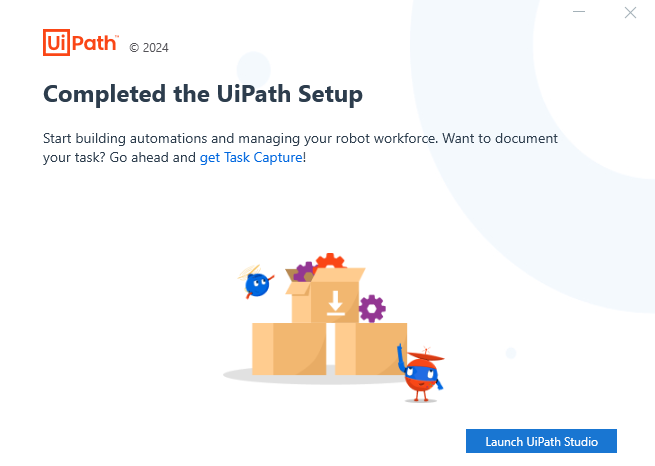 UiPath™ © 2024
Completed the UiPath Setup
Start building automations and managing your robot workforce. Want to document
your task? Go ahead and get Task Capture!
Launch UiPath Studio